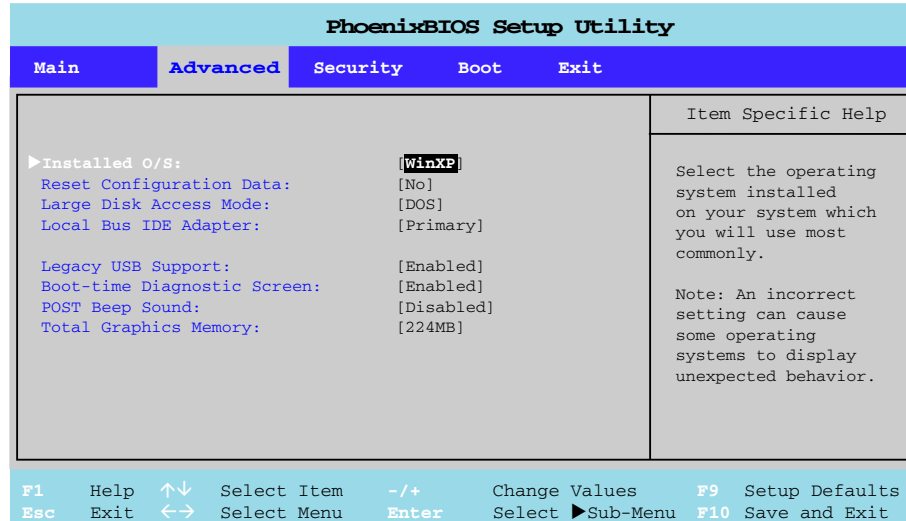 PhoenixBIOS Setup Utility
Main Advanced Security Boot Exit
Item Specific Help
▶Installed O/S: [WinXP]
Reset Configuration Data: [No]
Large Disk Access Mode: [DOS]
Local Bus IDE Adapter: [Primary]
Legacy USB Support: [Enabled]
Boot-time Diagnostic Screen: [Enabled]
POST Beep Sound: [Disabled]
Total Graphics Memory: [224MB]
Select the operating
system installed
on your system which
you will use most
commonly.
Note: An incorrect
setting can cause
some operating
systems to display
unexpected behavior.
F1 Help ↑↓ Select Item -/+ Change Values F9 Setup Defaults
Esc Exit ←→ Select Menu Enter Select ▶Sub-Menu F10 Save and Exit